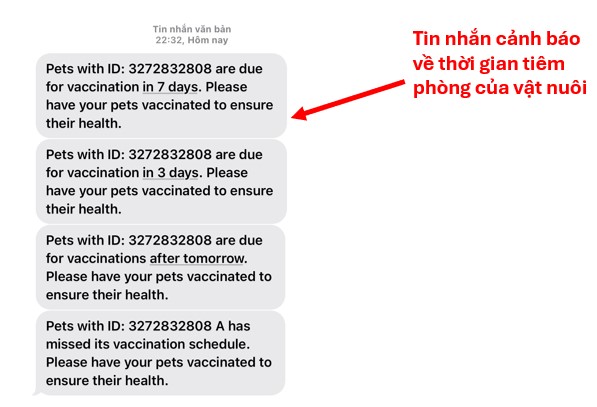 Tin nhắn văn bản
22:32, Hôm nay
Pets with ID: 3272832808 are due
for vaccination in 7 days. Please
have your pets vaccinated to ensure
their health.
Pets with ID: 3272832808 are due
for vaccination in 3 days. Please
have your pets vaccinated to ensure
their health.
Pets with ID: 3272832808 are due
for vaccinations after tomorrow.
Please have your pets vaccinated to
ensure their health.
Pets with ID: 3272832808 A has
missed its vaccination schedule.
Please have your pets vaccinated to
ensure their health.
Tin nhắn cảnh báo
về thời gian tiêm
phòng của vật nuôi